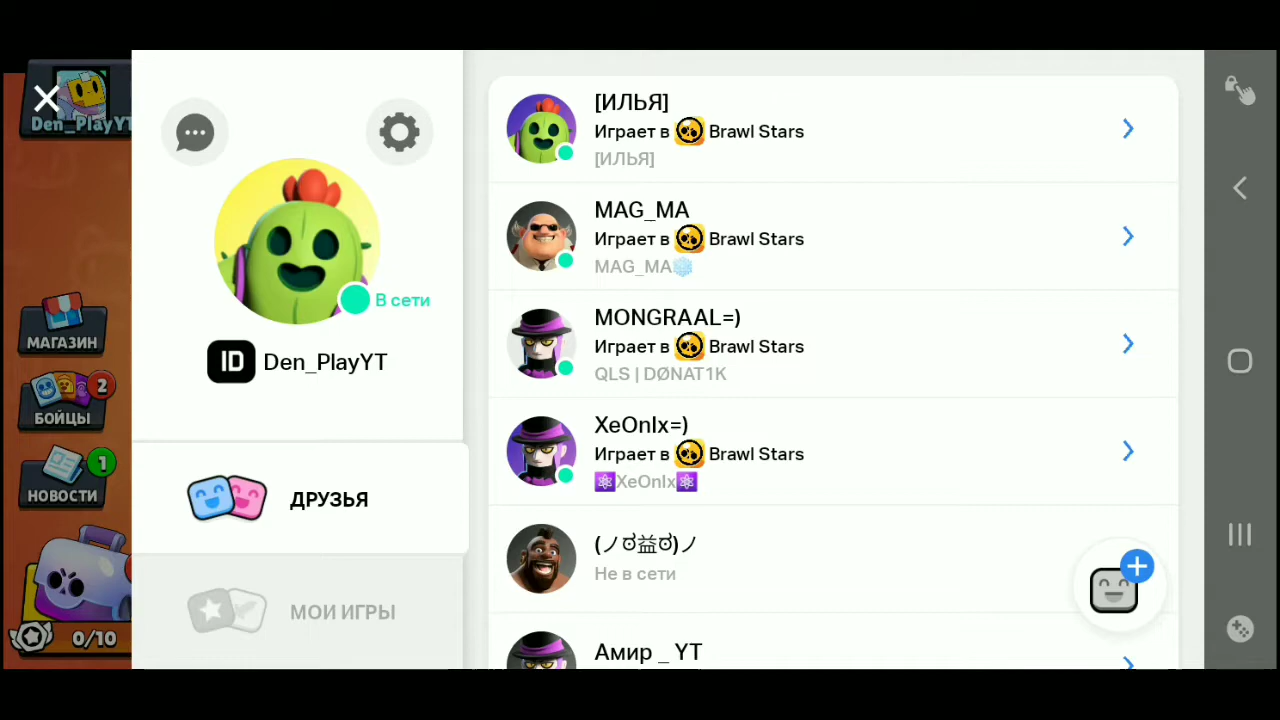 Den_PlayYT
МАГАЗИН
БОЙЦЫ
2
НОВОСТИ
1
0/10
В сети
ID Den_PlayYT
ДРУЗЬЯ
МОИ ИГРЫ
[ИЛЬЯ]
Играет в Brawl Stars
[ИЛЬЯ]
MAG_MA
Играет в Brawl Stars
MAG_MA❄️
MONGRAAL=)
Играет в Brawl Stars
QLS | DØNAT1K
XeOnIx=)
Играет в Brawl Stars
⚛️XeOnIx⚛️
(ノಠ益ಠ)ノ
Не в сети
Амир _ YT